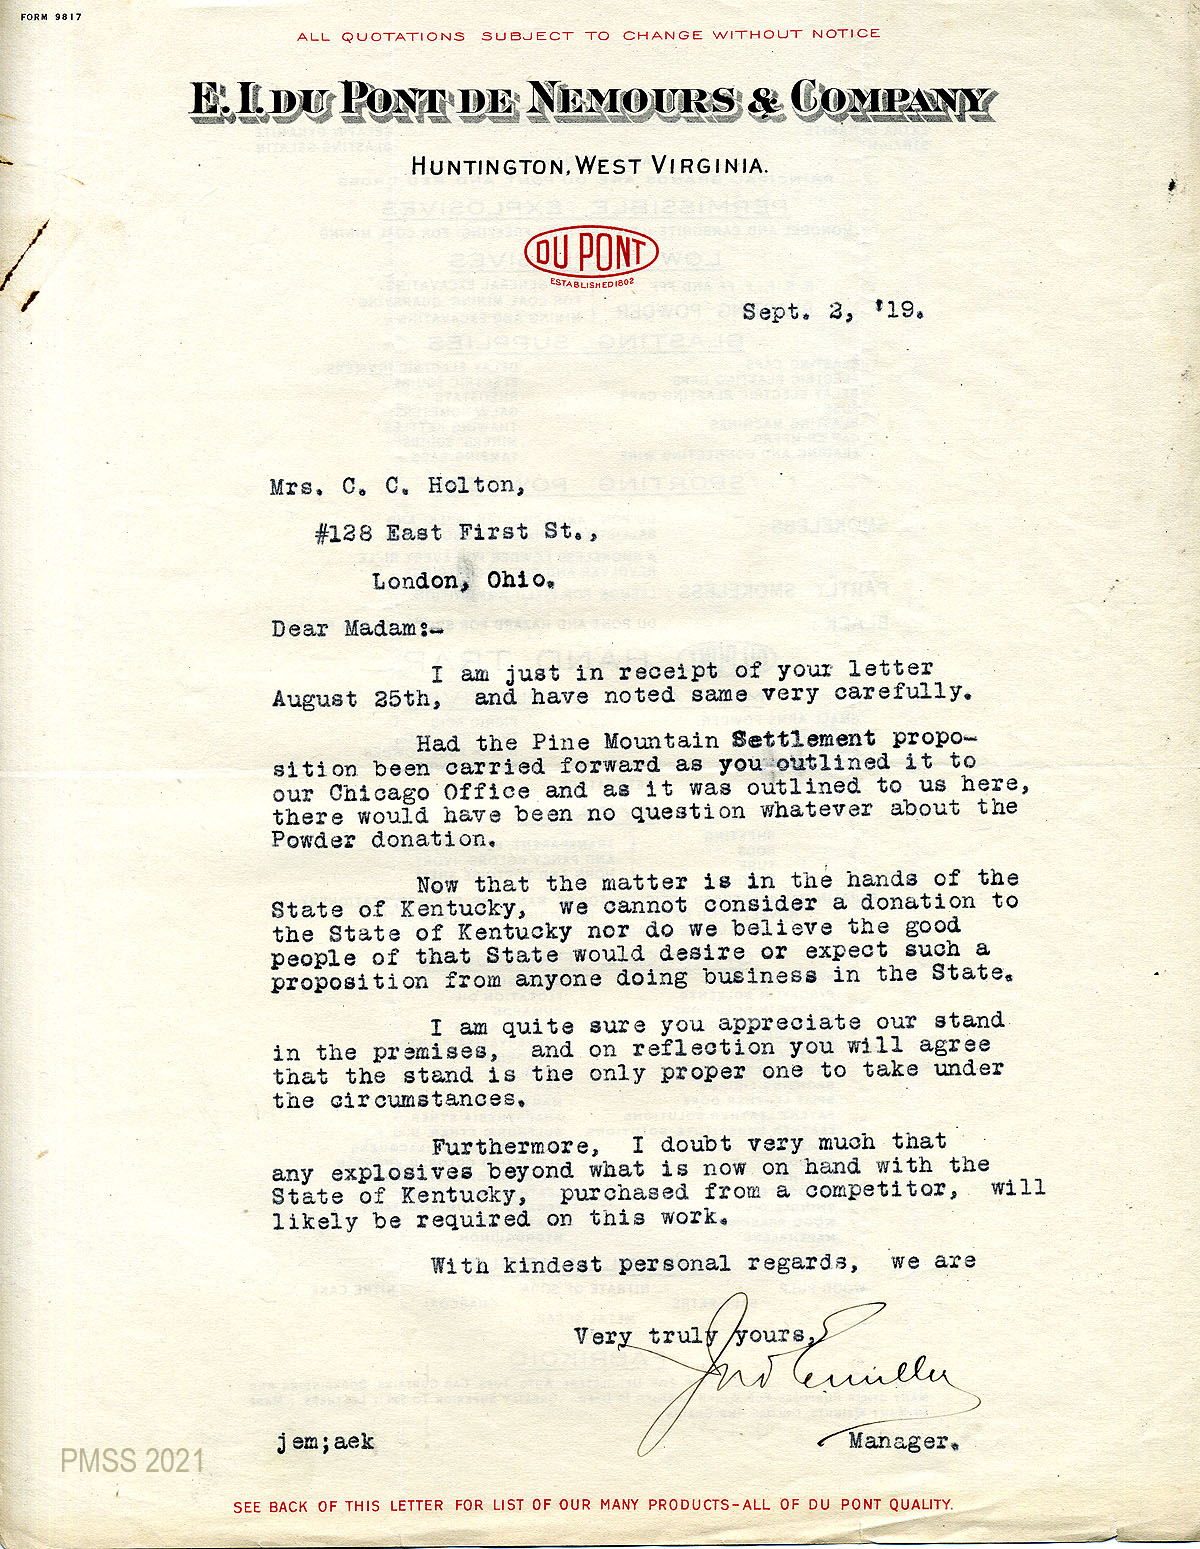 FORM 9817
ALL QUOTATIONS SUBJECT TO CHANGE WITHOUT NOTICE
E. I. DU PONT DE NEMOURS & COMPANY
HUNTINGTON, WEST VIRGINIA.
DU PONT
ESTABLISHED 1802
Sept. 2, '19.
Mrs. C. C. Holton,
#128 East First St.,
London, Ohio.
Dear Madam:-
I am just in receipt of your letter
August 25th, and have noted same very carefully.
Had the Pine Mountain Settlement propo-
sition been carried forward as you outlined it to
our Chicago Office and as it was outlined to us here,
there would have been no question whatever about the
Powder donation.
Now that the matter is in the hands of the
State of Kentucky, we cannot consider a donation to
the State of Kentucky nor do we believe the good
people of that State would desire or expect such a
proposition from anyone doing business in the State.
I am quite sure you appreciate our stand
in the premises, and on reflection you will agree
that the stand is the only proper one to take under
the circumstances.
Furthermore, I doubt very much that
any explosives beyond what is now on hand with the
State of Kentucky, purchased from a competitor, will
likely be required on this work.
With kindest personal regards, we are
Very truly yours,
jem;aek
Manager.
PMSS 2021
SEE BACK OF THIS LETTER FOR LIST OF OUR MANY PRODUCTS-ALL OF DU PONT QUALITY.